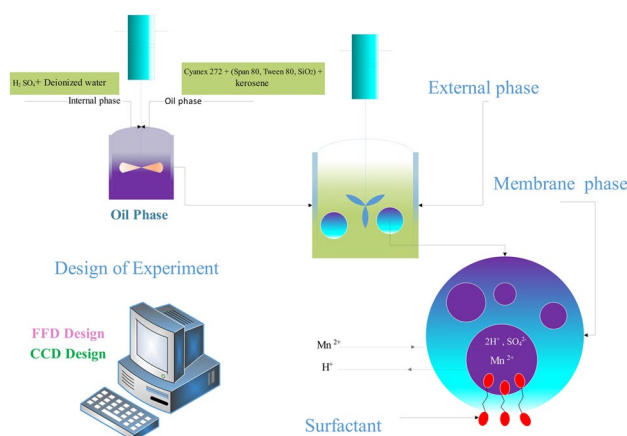 H₂ SO₄+ Deionized water
Cyanex 272 + (Span 80, Tween 80, SiO₂) +
kerosene
Internal phase
Oil phase
External phase
Oil Phase
Membrane phase
Design of Experiment
FFD Design
CCD Design
2H⁺ , SO₄²⁻
Mn ²⁺
Mn ²⁺
H⁺
Surfactant